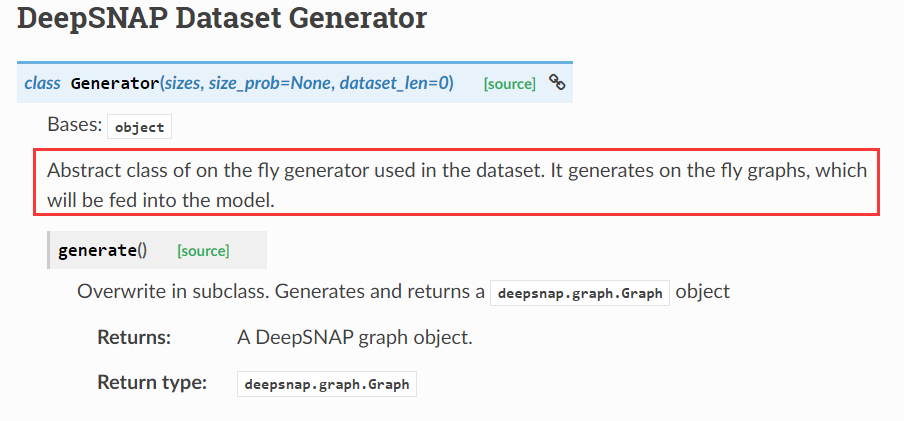 DeepSNAP Dataset Generator
class Generator(sizes, size_prob=None, dataset_len=0) [source]
Bases: object
Abstract class of on the fly generator used in the dataset. It generates on the fly graphs, which
will be fed into the model.
generate() [source]
Overwrite in subclass. Generates and returns a deepsnap.graph.Graph object
Returns: A DeepSNAP graph object.
Return type: deepsnap.graph.Graph